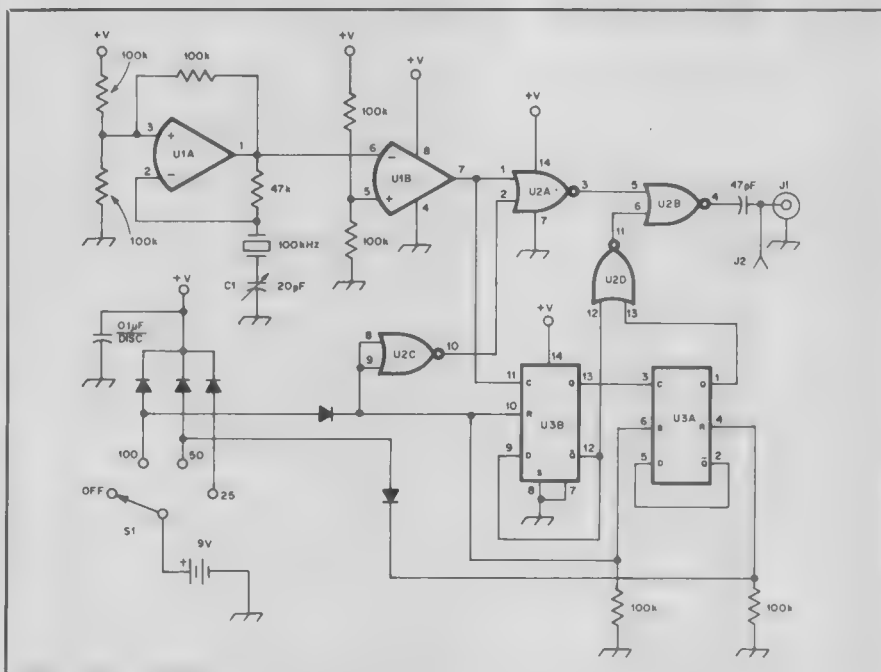 +V
100k
100k
3
+
U1A
1
2
−
47k
100k
100kHz
C1
20pF
+V
100k
+V
6
−
8
U1B
7
5
+
4
100k
+V
14
1
2
U2A
3
7
5
6
U2B
4
47pF
J1
J2
11
U2D
12
13
+V
0.1µF
DISC
100
50
25
OFF
S1
9V
+
8
9
U2C
10
+V
14
11
C
Q
13
10
R
U3B
9
D
Q̅
12
S
8
7
3
C
Q
1
U3A
R
4
6
S
5
D
Q̅
2
100k
100k